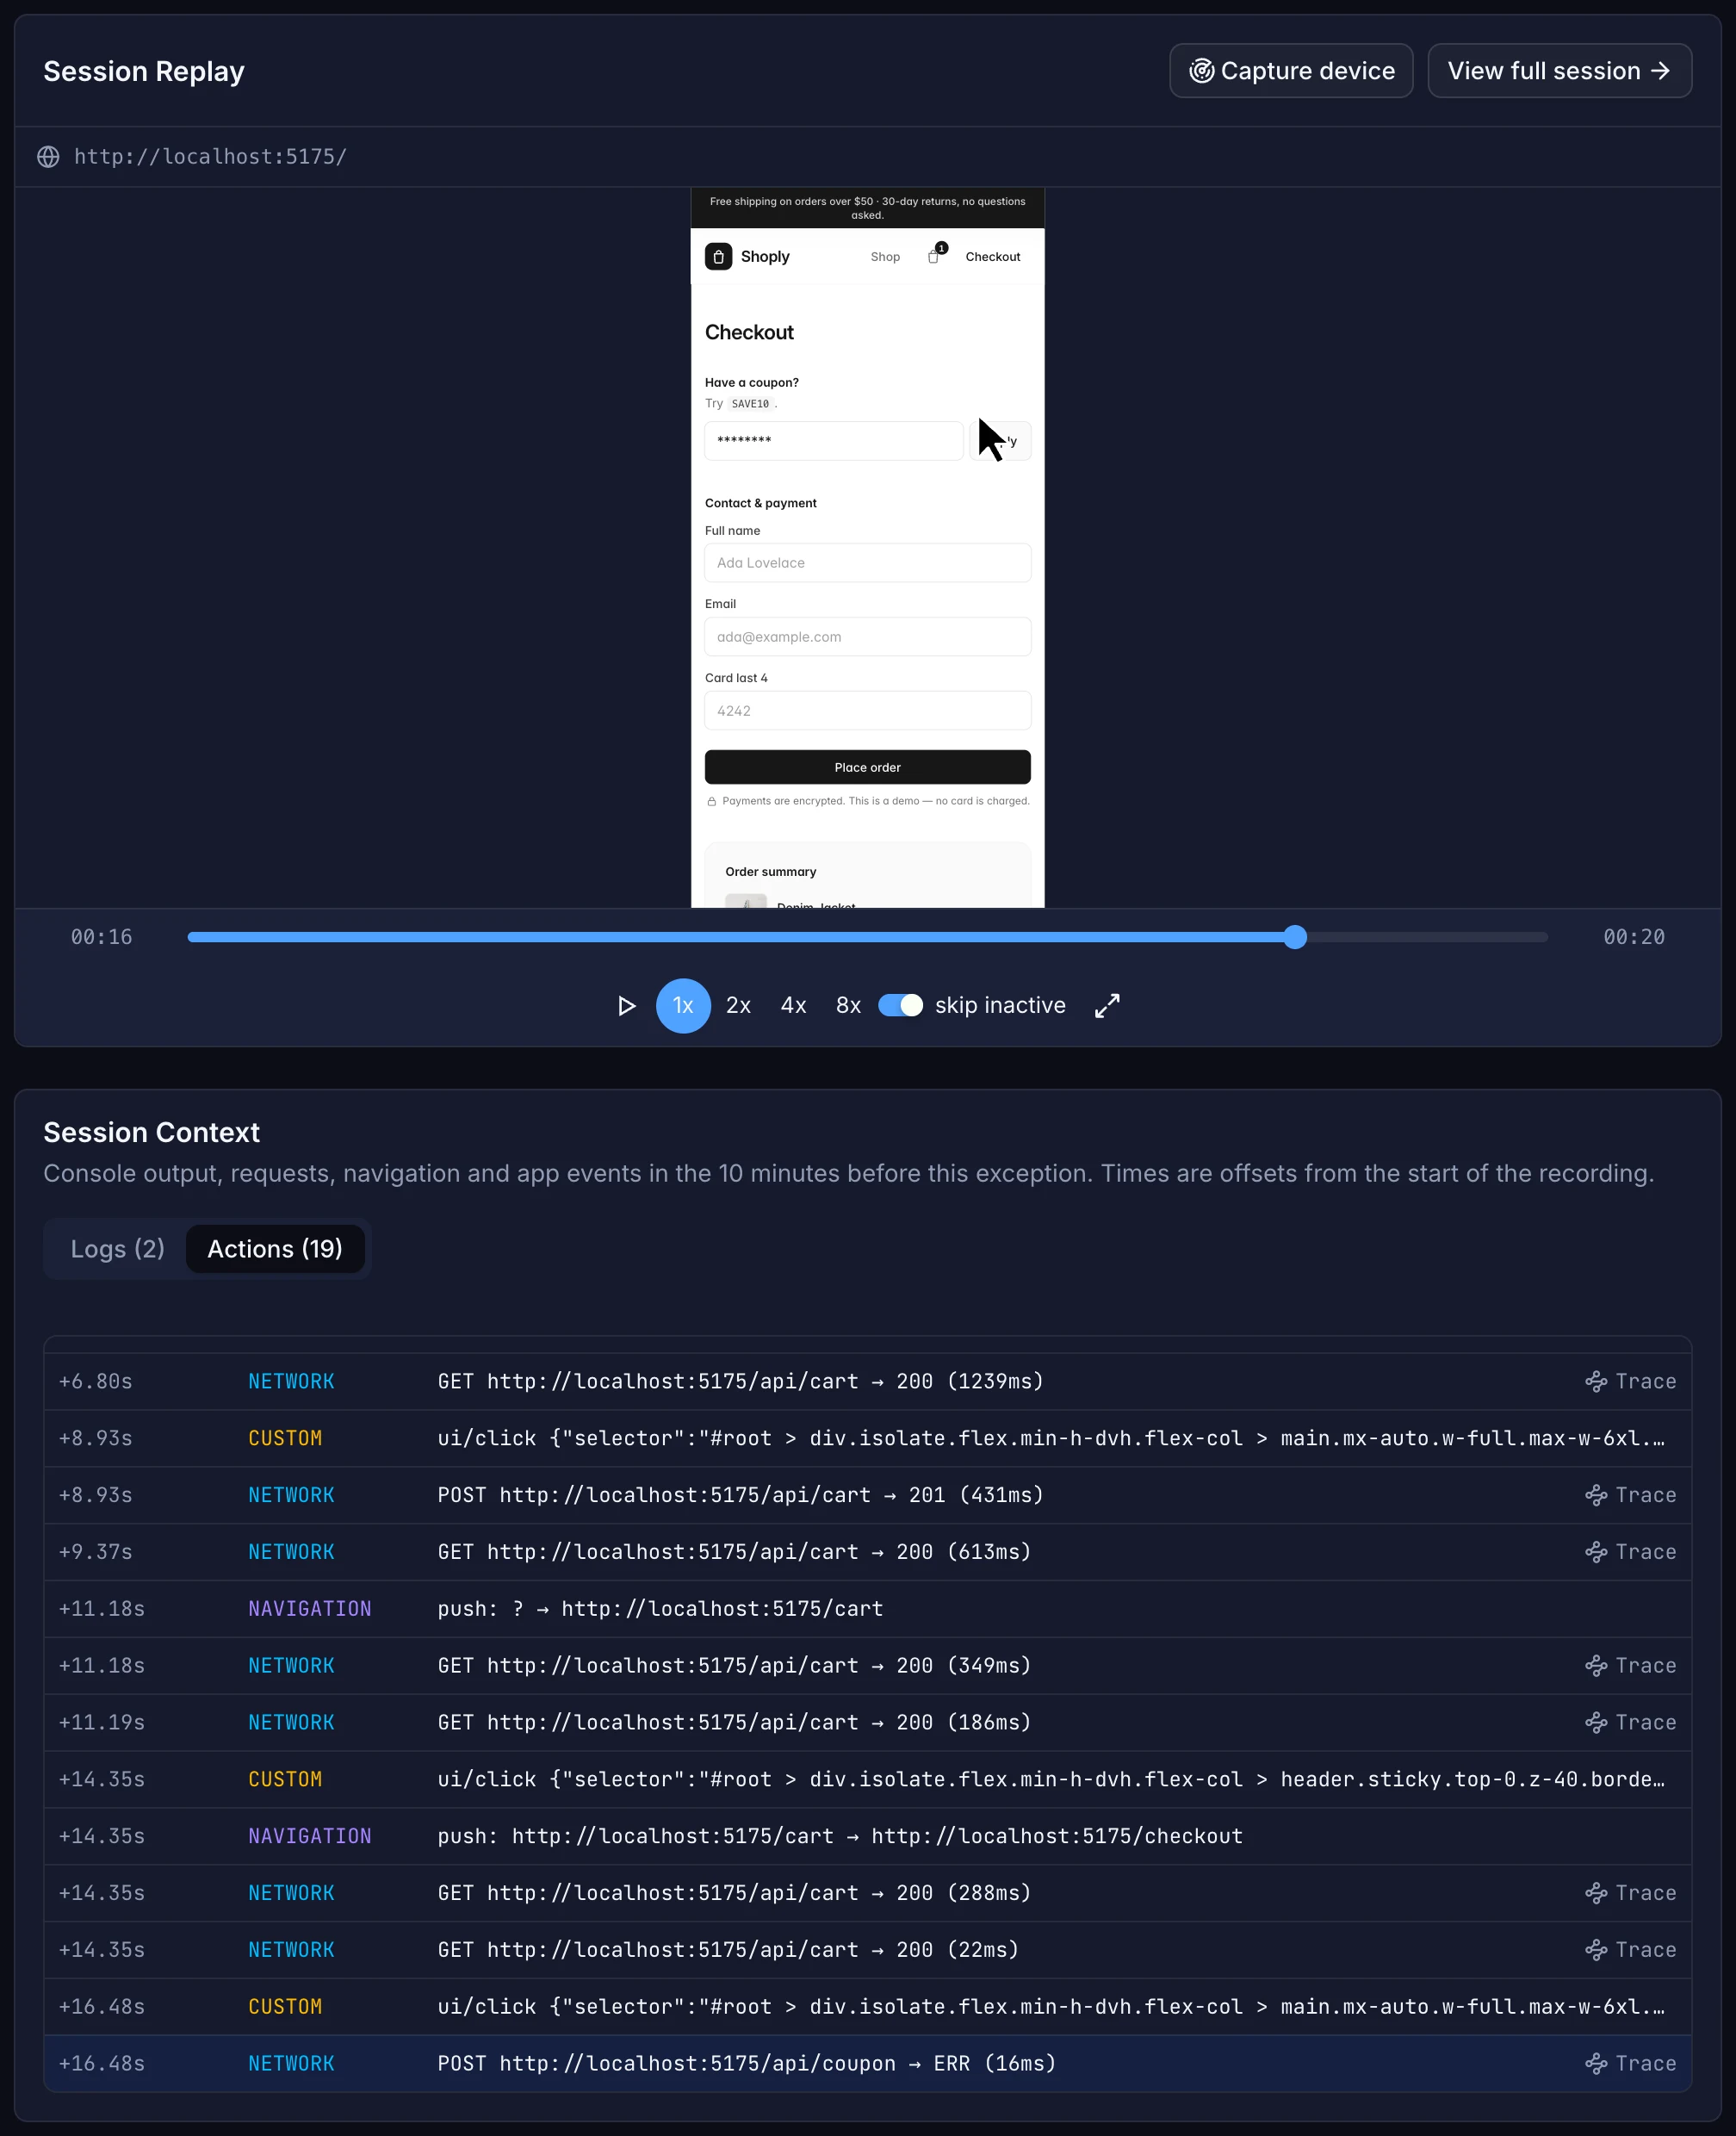 Session Replay
Capture device
View full session →
http://localhost:5175/
Free shipping on orders over $50 · 30-day returns, no questions
asked.
Shoply
Shop
1
Checkout
Checkout
Have a coupon?
Try SAVE10.
********
Contact & payment
Full name
Ada Lovelace
Email
ada@example.com
Card last 4
4242
Place order
Payments are encrypted. This is a demo — no card is charged.
Order summary
Denim Jacket
00:16
00:20
1x 2x 4x 8x skip inactive
Session Context
Console output, requests, navigation and app events in the 10 minutes before this exception. Times are offsets from the start of the recording.
Logs (2) Actions (19)
+6.80s NETWORK GET http://localhost:5175/api/cart → 200 (1239ms) Trace
+8.93s CUSTOM ui/click {"selector":"#root > div.isolate.flex.min-h-dvh.flex-col > main.mx-auto.w-full.max-w-6xl.…
+8.93s NETWORK POST http://localhost:5175/api/cart → 201 (431ms) Trace
+9.37s NETWORK GET http://localhost:5175/api/cart → 200 (613ms) Trace
+11.18s NAVIGATION push: ? → http://localhost:5175/cart
+11.18s NETWORK GET http://localhost:5175/api/cart → 200 (349ms) Trace
+11.19s NETWORK GET http://localhost:5175/api/cart → 200 (186ms) Trace
+14.35s CUSTOM ui/click {"selector":"#root > div.isolate.flex.min-h-dvh.flex-col > header.sticky.top-0.z-40.borde…
+14.35s NAVIGATION push: http://localhost:5175/cart → http://localhost:5175/checkout
+14.35s NETWORK GET http://localhost:5175/api/cart → 200 (288ms) Trace
+14.35s NETWORK GET http://localhost:5175/api/cart → 200 (22ms) Trace
+16.48s CUSTOM ui/click {"selector":"#root > div.isolate.flex.min-h-dvh.flex-col > main.mx-auto.w-full.max-w-6xl.…
+16.48s NETWORK POST http://localhost:5175/api/coupon → ERR (16ms) Trace